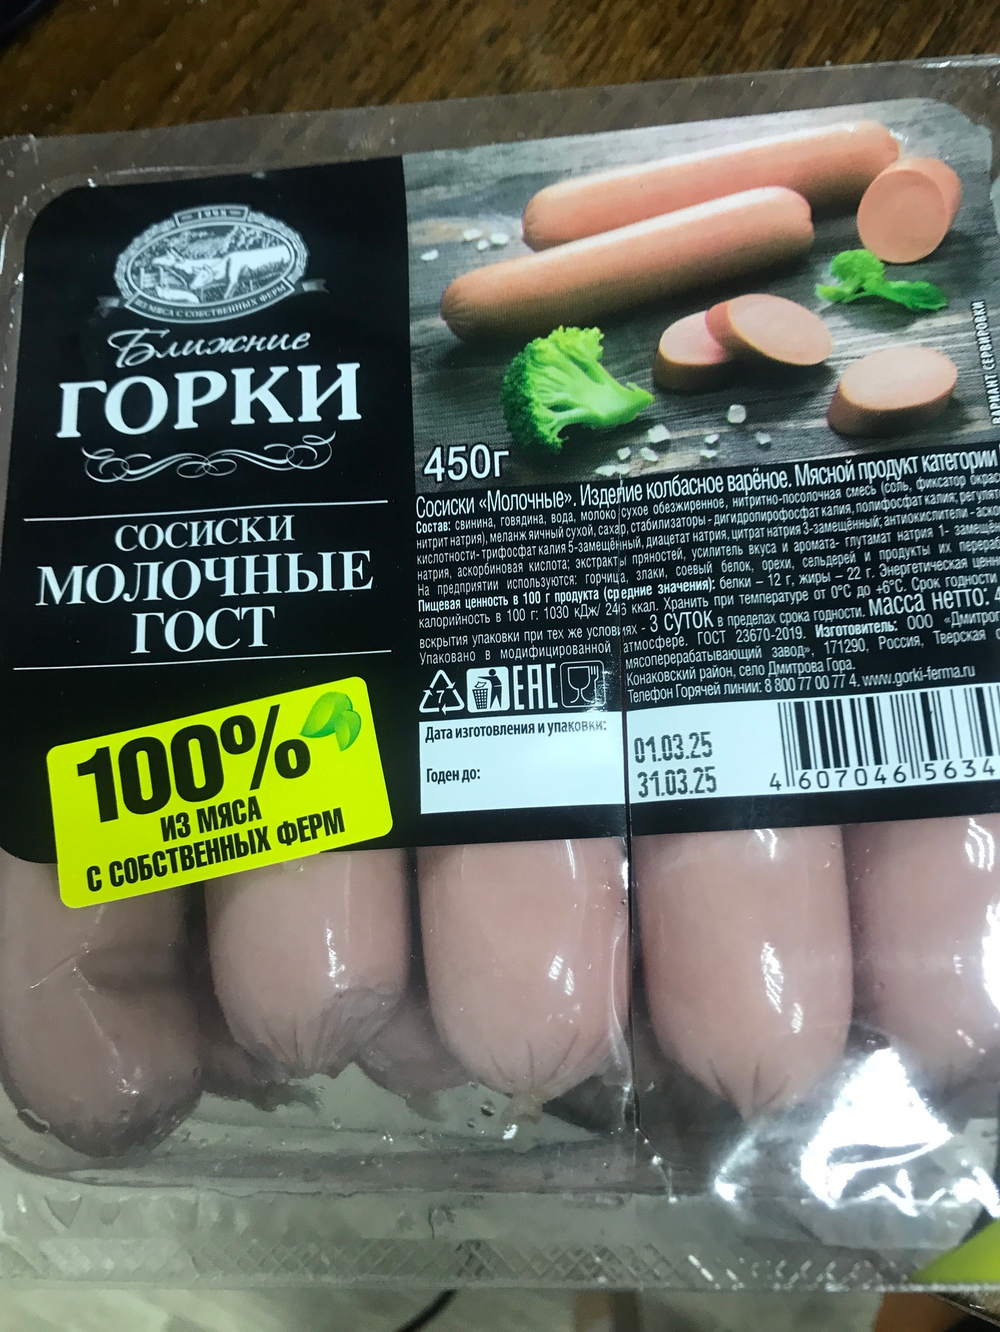 1991
ИЗ МЯСА С СОБСТВЕННЫХ ФЕРМ
Ближние
ГОРКИ
СОСИСКИ
МОЛОЧНЫЕ
ГОСТ
100%
ИЗ МЯСА
С СОБСТВЕННЫХ ФЕРМ
450г
ВАРИАНТ СЕРВИРОВКИ
Сосиски «Молочные». Изделие колбасное варёное. Мясной продукт категории
Состав: свинина, говядина, вода, молоко сухое обезжиренное, нитритно-посолочная смесь (соль, фиксатор окрас
нитрит натрия), меланж яичный сухой, сахар, стабилизаторы - дигидропирофосфат калия, полифосфат калия; регулят
кислотности- трифосфат калия 5-замещённый, диацетат натрия, цитрат натрия 3-замещённый; антиокислители - аско
натрия, аскорбиновая кислота; экстракты пряностей, усилитель вкуса и аромата- глутамат натрия 1- замещё
На предприятии используются: горчица, злаки, соевый белок, орехи, сельдерей и продукты их перераб
Пищевая ценность в 100 г продукта (средние значения): белки – 12 г, жиры – 22 г. Энергетическая ценн
калорийность в 100 г: 1030 кДж/ 246 ккал. Хранить при температуре от 0°С до +6°С. Срок годности
вскрытия упаковки при тех же условиях - 3 СУТОК в пределах срока годности. Масса нетто: 4
Упаковано в модифицированной атмосфере. ГОСТ 23670-2019. Изготовитель: ООО «Дмитрог
мясоперерабатывающий завод», 171290, Россия, Тверская
Конаковский район, село Дмитрова Гора.
Телефон Горячей линии: 8 800 77 00 77 4. www.gorki-ferma.ru
7
EAC
Дата изготовления и упаковки:
01.03.25
Годен до:
31.03.25
4 607046 5634